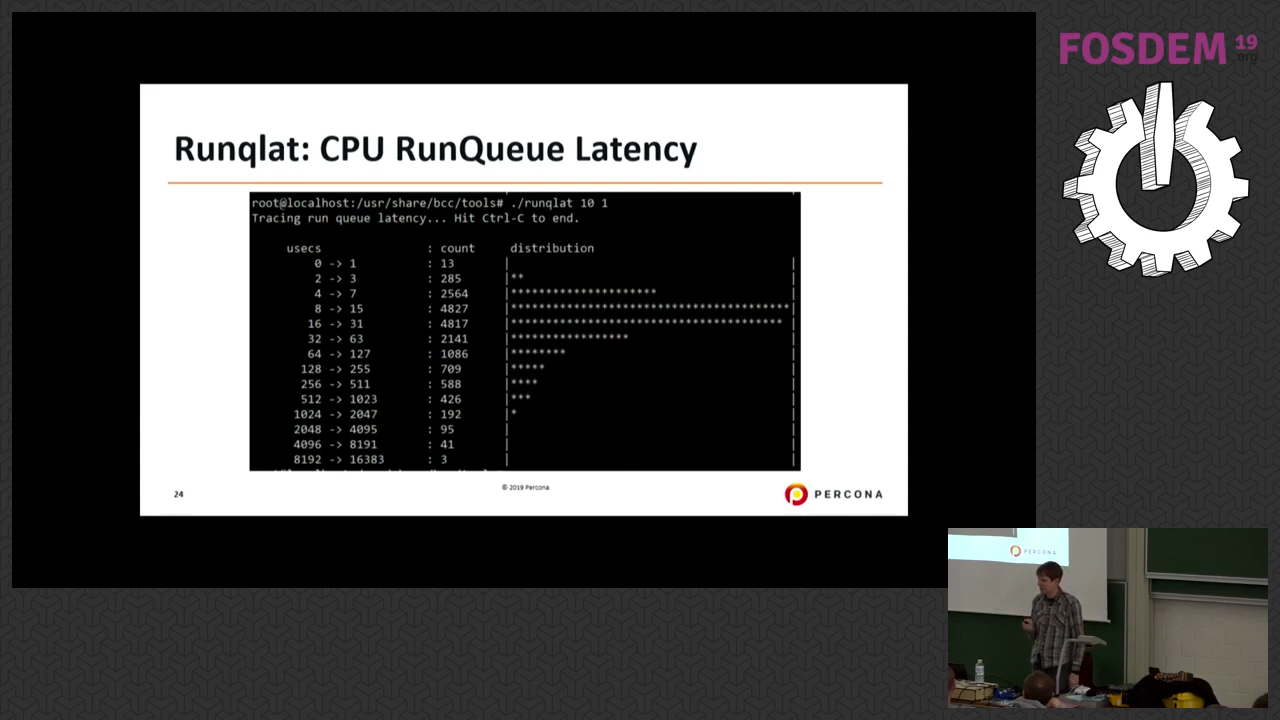 FOSDEM 19
.org
Runqlat: CPU RunQueue Latency
root@localhost:/usr/share/bcc/tools# ./runqlat 10 1
Tracing run queue latency... Hit Ctrl-C to end.
usecs : count distribution
0 -> 1 : 13 | |
2 -> 3 : 285 |** |
4 -> 7 : 2564 |********************* |
8 -> 15 : 4827 |****************************************|
16 -> 31 : 4817 |*************************************** |
32 -> 63 : 2141 |***************** |
64 -> 127 : 1086 |******** |
128 -> 255 : 709 |***** |
256 -> 511 : 588 |**** |
512 -> 1023 : 426 |*** |
1024 -> 2047 : 192 |* |
2048 -> 4095 : 95 | |
4096 -> 8191 : 41 | |
8192 -> 16383 : 3 | |
24
© 2019 Percona
PERCONA
PERCONA